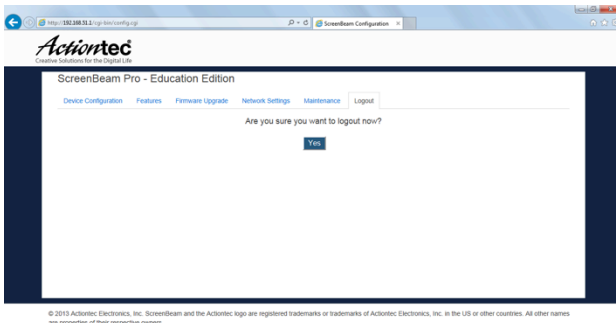 http://192.168.51.1/cgi-bin/config.cgi
ScreenBeam Configuration
Actiontec
Creative Solutions for the Digital Life
ScreenBeam Pro - Education Edition
Device Configuration Features Firmware Upgrade Network Settings Maintenance Logout
Are you sure you want to logout now?
Yes
© 2013 Actiontec Electronics, Inc. ScreenBeam and the Actiontec logo are registered trademarks or trademarks of Actiontec Electronics, Inc. in the US or other countries. All other names
are properties of their respective owners